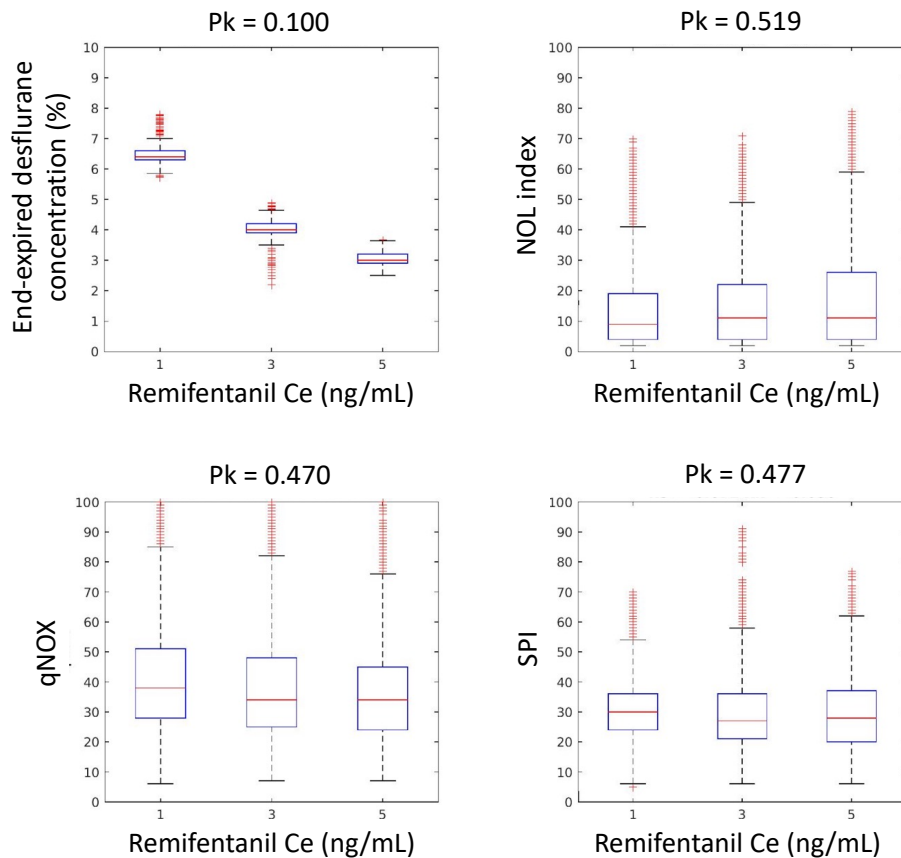 Pk = 0.100
End-expired desflurane
concentration (%)
10
9
8
7
6
5
4
3
2
1
0
1 3 5
Remifentanil Ce (ng/mL)
Pk = 0.519
NOL index
100
90
80
70
60
50
40
30
20
10
0
1 3 5
Remifentanil Ce (ng/mL)
Pk = 0.470
qNOX
100
90
80
70
60
50
40
30
20
10
0
1 3 5
Remifentanil Ce (ng/mL)
Pk = 0.477
SPI
100
90
80
70
60
50
40
30
20
10
0
1 3 5
Remifentanil Ce (ng/mL)